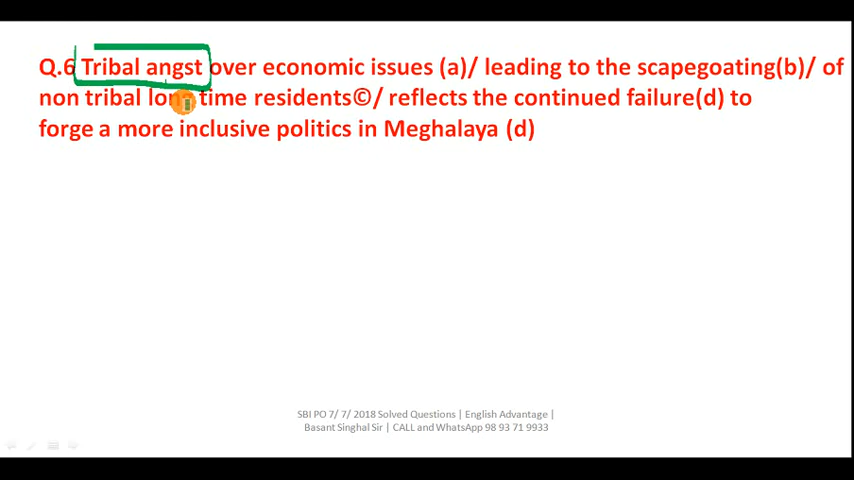 Q.6 Tribal angst over economic issues (a)/ leading to the scapegoating(b)/ of
non tribal long time residents©/ reflects the continued failure(d) to
forge a more inclusive politics in Meghalaya (d)
SBI PO 7/ 7/ 2018 Solved Questions | English Advantage |
Basant Singhal Sir | CALL and WhatsApp 98 93 71 9933